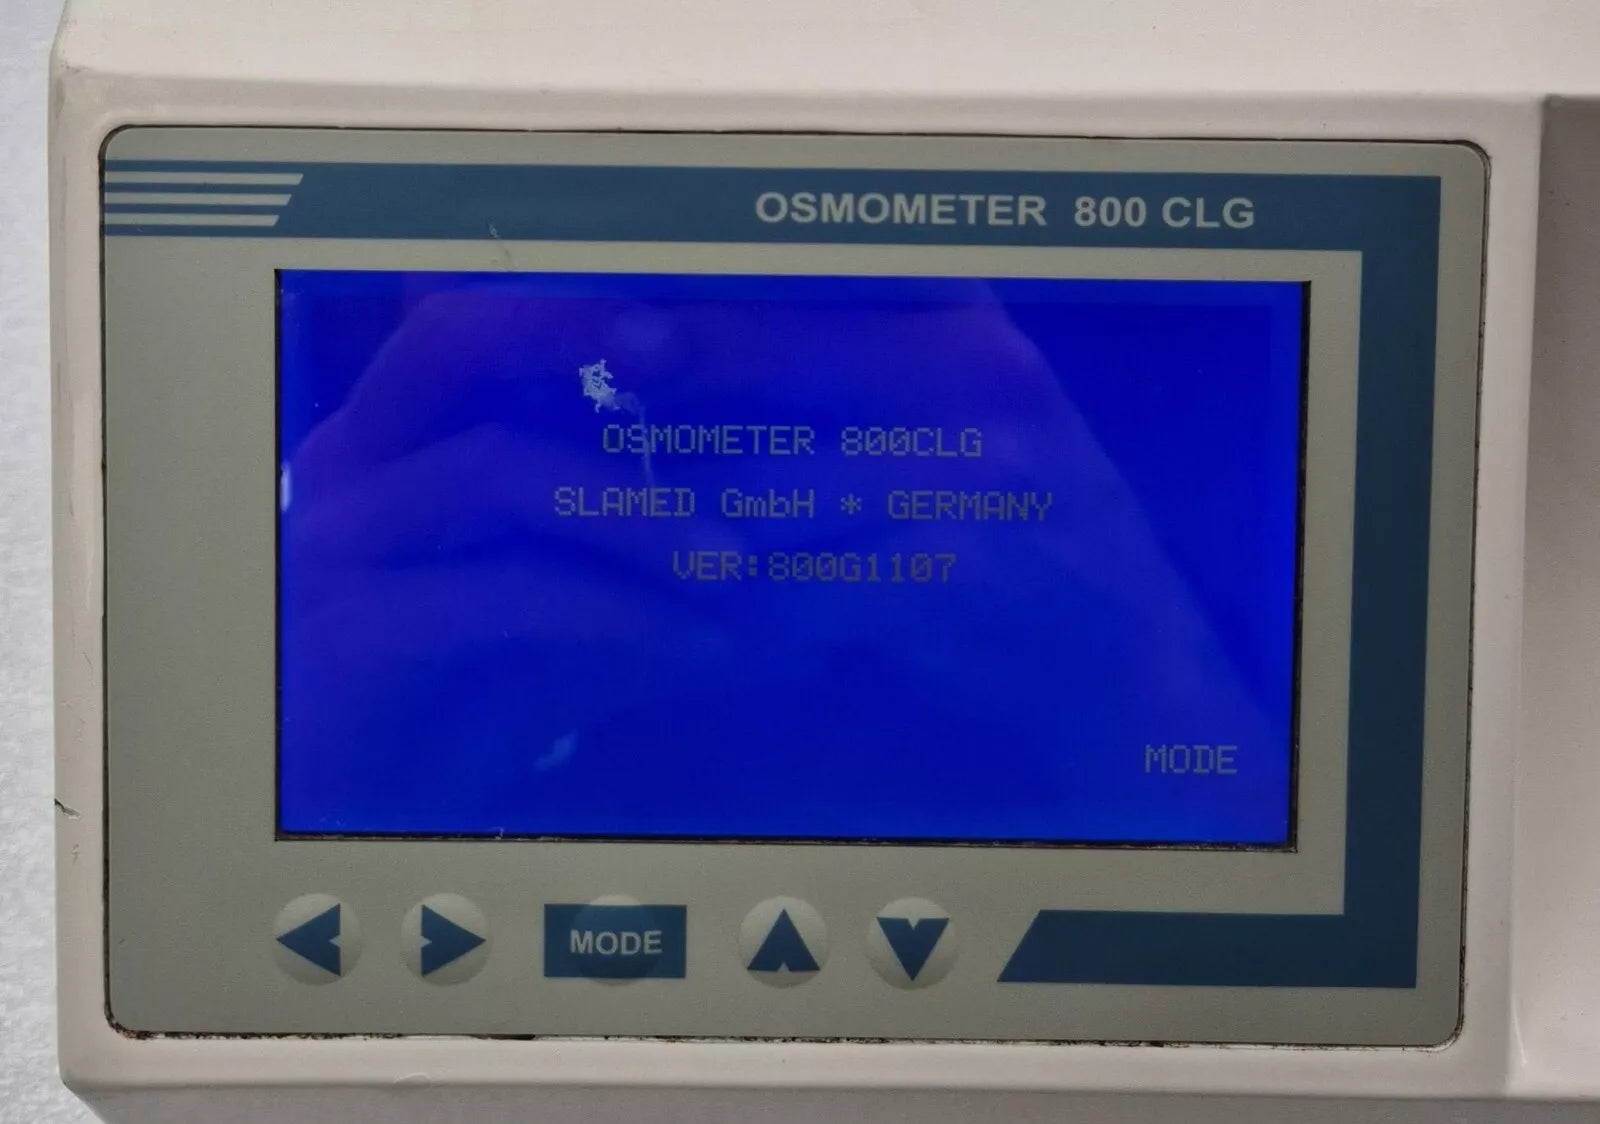 OSMOMETER 800 CLG
OSMOMETER 800CLG
SLAMED GmbH * GERMANY
VER:800G1107
MODE
MODE